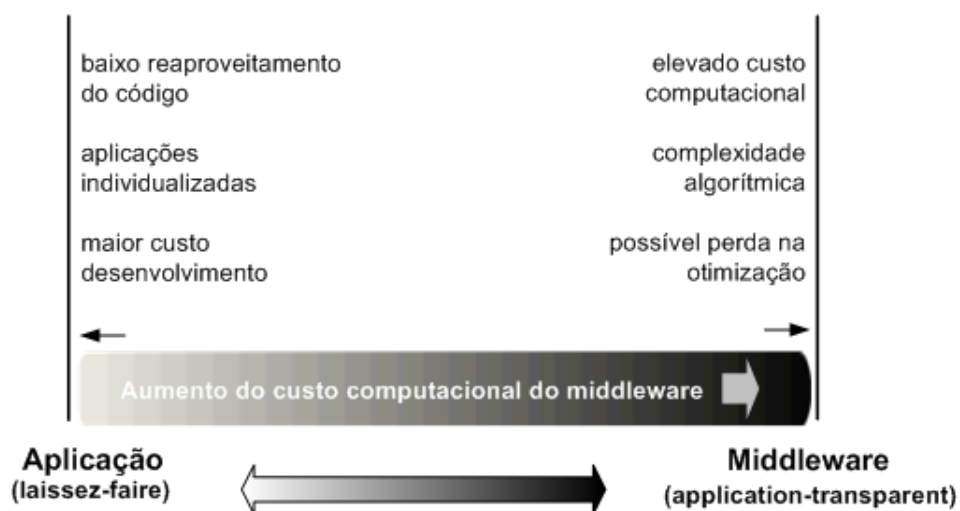 baixo reaproveitamento
do código
aplicações
individualizadas
maior custo
desenvolvimento
elevado custo
computacional
complexidade
algorítmica
possível perda na
otimização
Aumento do custo computacional do middleware
Aplicação
(laissez-faire)
Middleware
(application-transparent)